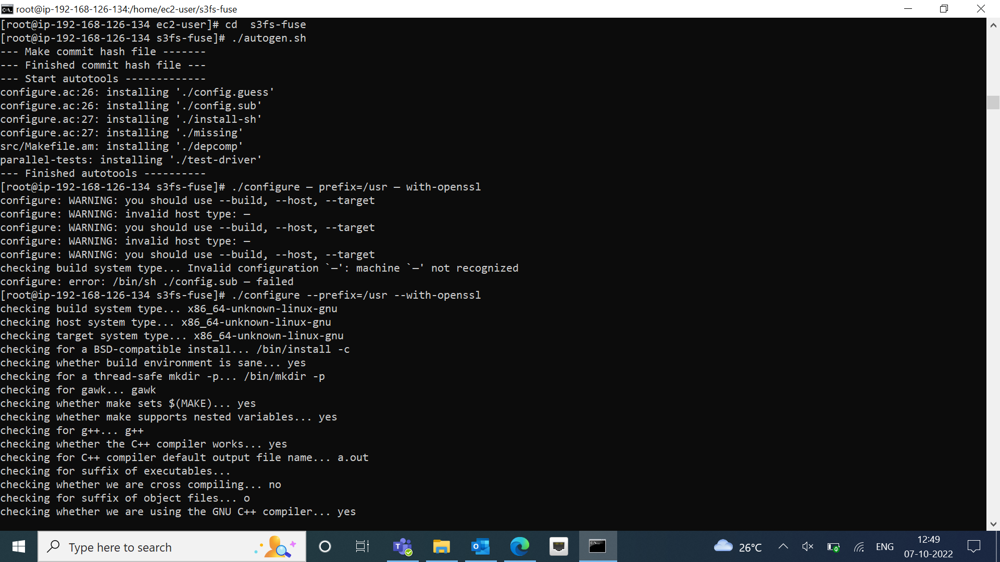 root@ip-192-168-126-134:/home/ec2-user/s3fs-fuse
[root@ip-192-168-126-134 ec2-user]# cd  s3fs-fuse
[root@ip-192-168-126-134 s3fs-fuse]# ./autogen.sh
--- Make commit hash file -------
--- Finished commit hash file ---
--- Start autotools -------------
configure.ac:26: installing './config.guess'
configure.ac:26: installing './config.sub'
configure.ac:27: installing './install-sh'
configure.ac:27: installing './missing'
src/Makefile.am: installing './depcomp'
parallel-tests: installing './test-driver'
--- Finished autotools ----------
[root@ip-192-168-126-134 s3fs-fuse]# ./configure — prefix=/usr — with-openssl
configure: WARNING: you should use --build, --host, --target
configure: WARNING: invalid host type: —
configure: WARNING: you should use --build, --host, --target
configure: WARNING: invalid host type: —
configure: WARNING: you should use --build, --host, --target
checking build system type... Invalid configuration `—': machine `—' not recognized
configure: error: /bin/sh ./config.sub — failed
[root@ip-192-168-126-134 s3fs-fuse]# ./configure --prefix=/usr --with-openssl
checking build system type... x86_64-unknown-linux-gnu
checking host system type... x86_64-unknown-linux-gnu
checking target system type... x86_64-unknown-linux-gnu
checking for a BSD-compatible install... /bin/install -c
checking whether build environment is sane... yes
checking for a thread-safe mkdir -p... /bin/mkdir -p
checking for gawk... gawk
checking whether make sets $(MAKE)... yes
checking whether make supports nested variables... yes
checking for g++... g++
checking whether the C++ compiler works... yes
checking for C++ compiler default output file name... a.out
checking for suffix of executables...
checking whether we are cross compiling... no
checking for suffix of object files... o
checking whether we are using the GNU C++ compiler... yes
Type here to search
26°C
ENG
12:49
07-10-2022